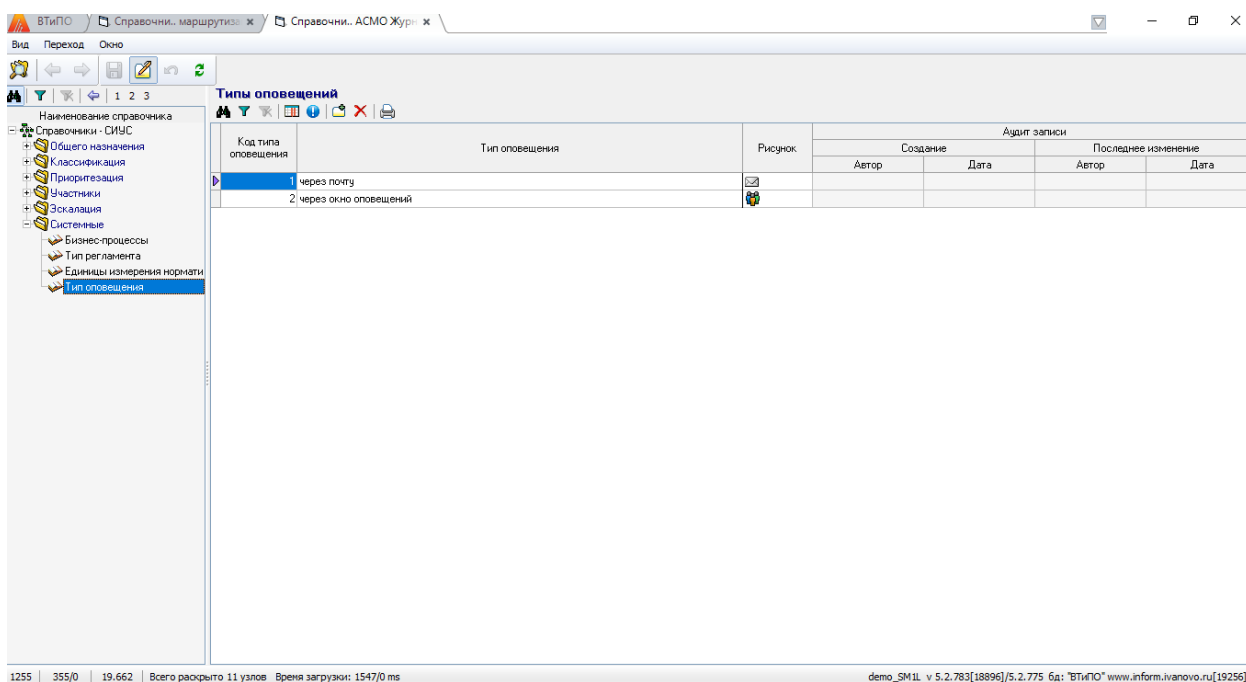 ВТиПО Справочни.. маршрутиза Справочни.. АСМО Журн
Вид Переход Окно
1 2 3
Типы оповещений
Наименование справочника
Справочники - СИУС
Общего назначения
Классификация
Приоритезация
Участники
Эскалация
Системные
Бизнес-процессы
Тип регламента
Единицы измерения нормати
Тип оповещения
Код типа оповещения
Тип оповещения
Рисунок
Аудит записи
Создание Последнее изменение
Автор Дата Автор Дата
1 через почту
2 через окно оповещений
1255 355/0 19.662 Всего раскрыто 11 узлов Время загрузки: 1547/0 ms demo_SM1L v 5.2.783[18896]/5.2.775 бд: "ВТиПО" www.inform.ivanovo.ru[19256]